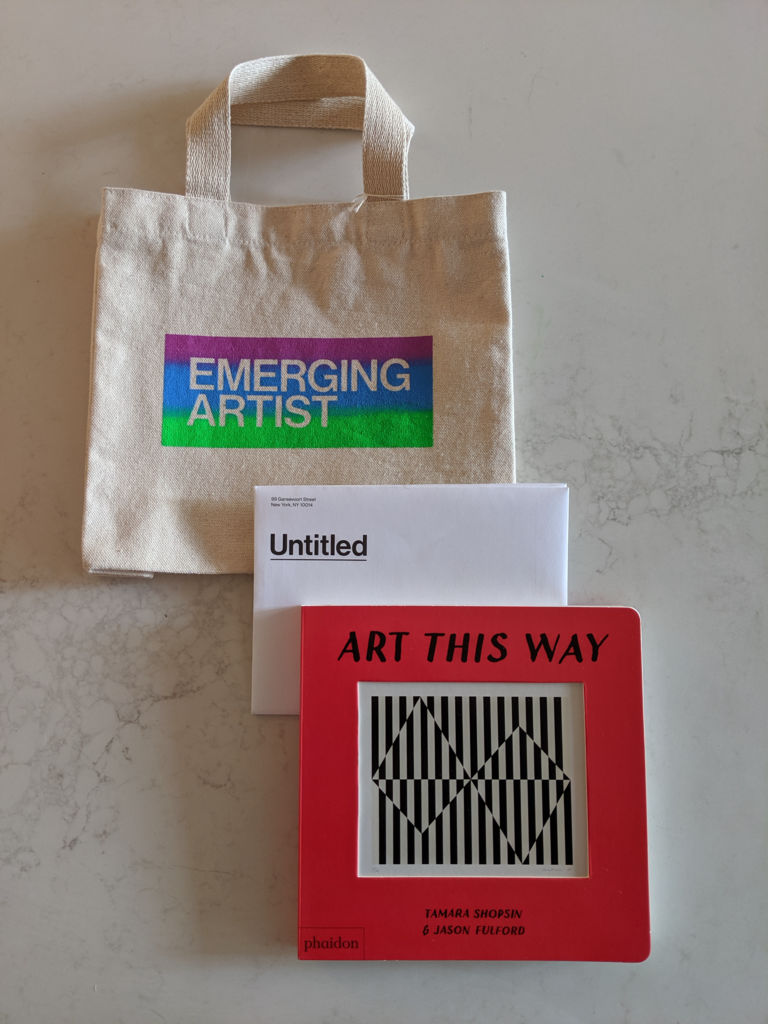 EMERGING
ARTIST
99 Gansevoort Street
New York, NY 10014
Untitled
ART THIS WAY
TAMARA SHOPSIN
& JASON FULFORD
phaidon